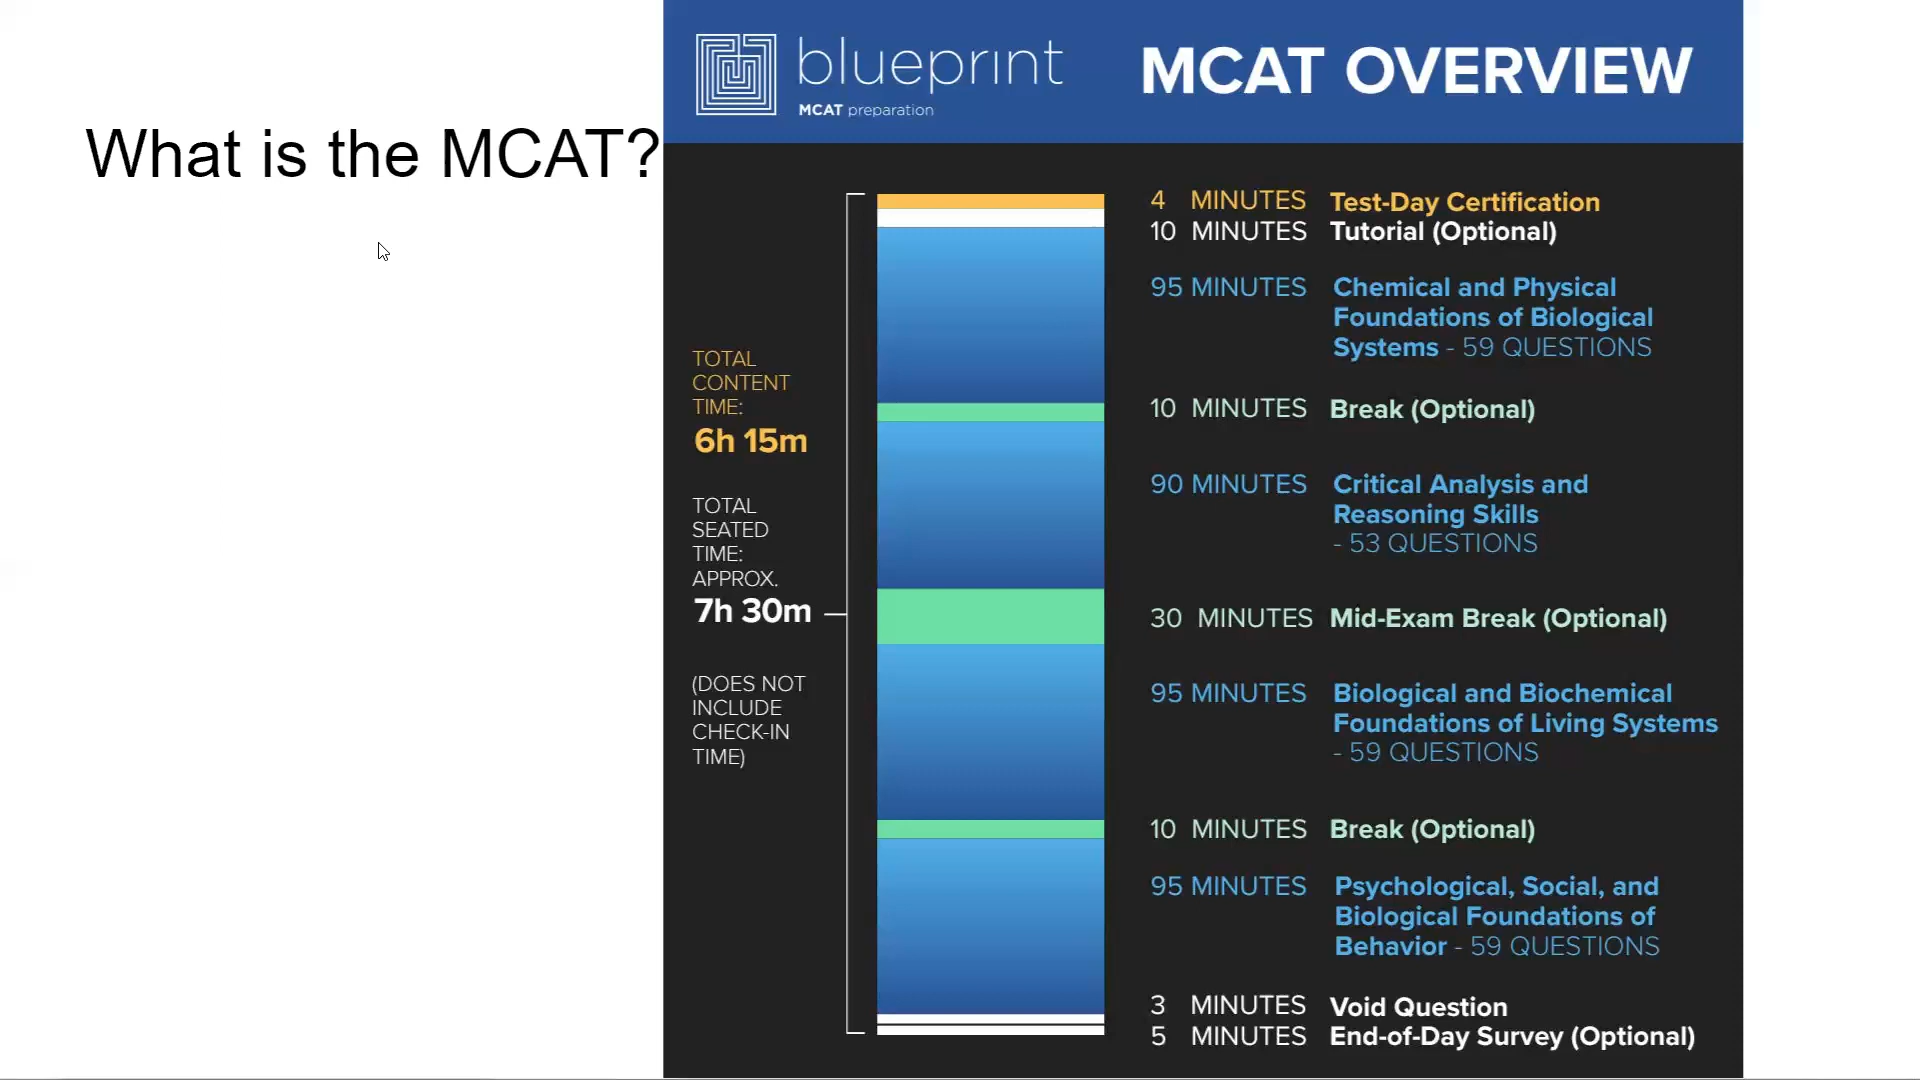 What is the MCAT?
blueprint
MCAT preparation
MCAT OVERVIEW
TOTAL
CONTENT
TIME:
6h 15m
TOTAL
SEATED
TIME:
APPROX.
7h 30m
(DOES NOT
INCLUDE
CHECK-IN
TIME)
4 MINUTES Test-Day Certification
10 MINUTES Tutorial (Optional)
95 MINUTES Chemical and Physical
Foundations of Biological
Systems - 59 QUESTIONS
10 MINUTES Break (Optional)
90 MINUTES Critical Analysis and
Reasoning Skills
- 53 QUESTIONS
30 MINUTES Mid-Exam Break (Optional)
95 MINUTES Biological and Biochemical
Foundations of Living Systems
- 59 QUESTIONS
10 MINUTES Break (Optional)
95 MINUTES Psychological, Social, and
Biological Foundations of
Behavior - 59 QUESTIONS
3 MINUTES Void Question
5 MINUTES End-of-Day Survey (Optional)